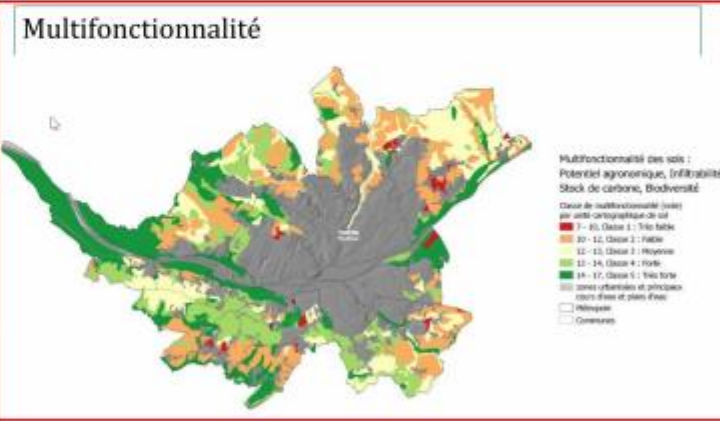 Multifonctionnalité
Multifonctionnalité des sols :
Potentiel agronomique, Infiltrabilité
Stock de carbone, Biodiversité
Classe de multifonctionnalité (note)
par unité cartographique de sol
7 - 10, Classe 1 : Très faible
10 - 12, Classe 2 : Faible
12 - 13, Classe 3 : Moyenne
13 - 14, Classe 4 : Forte
14 - 17, Classe 5 : Très forte
zones urbanisées et principaux
cours d'eau et plans d'eau
Métropole
Communes